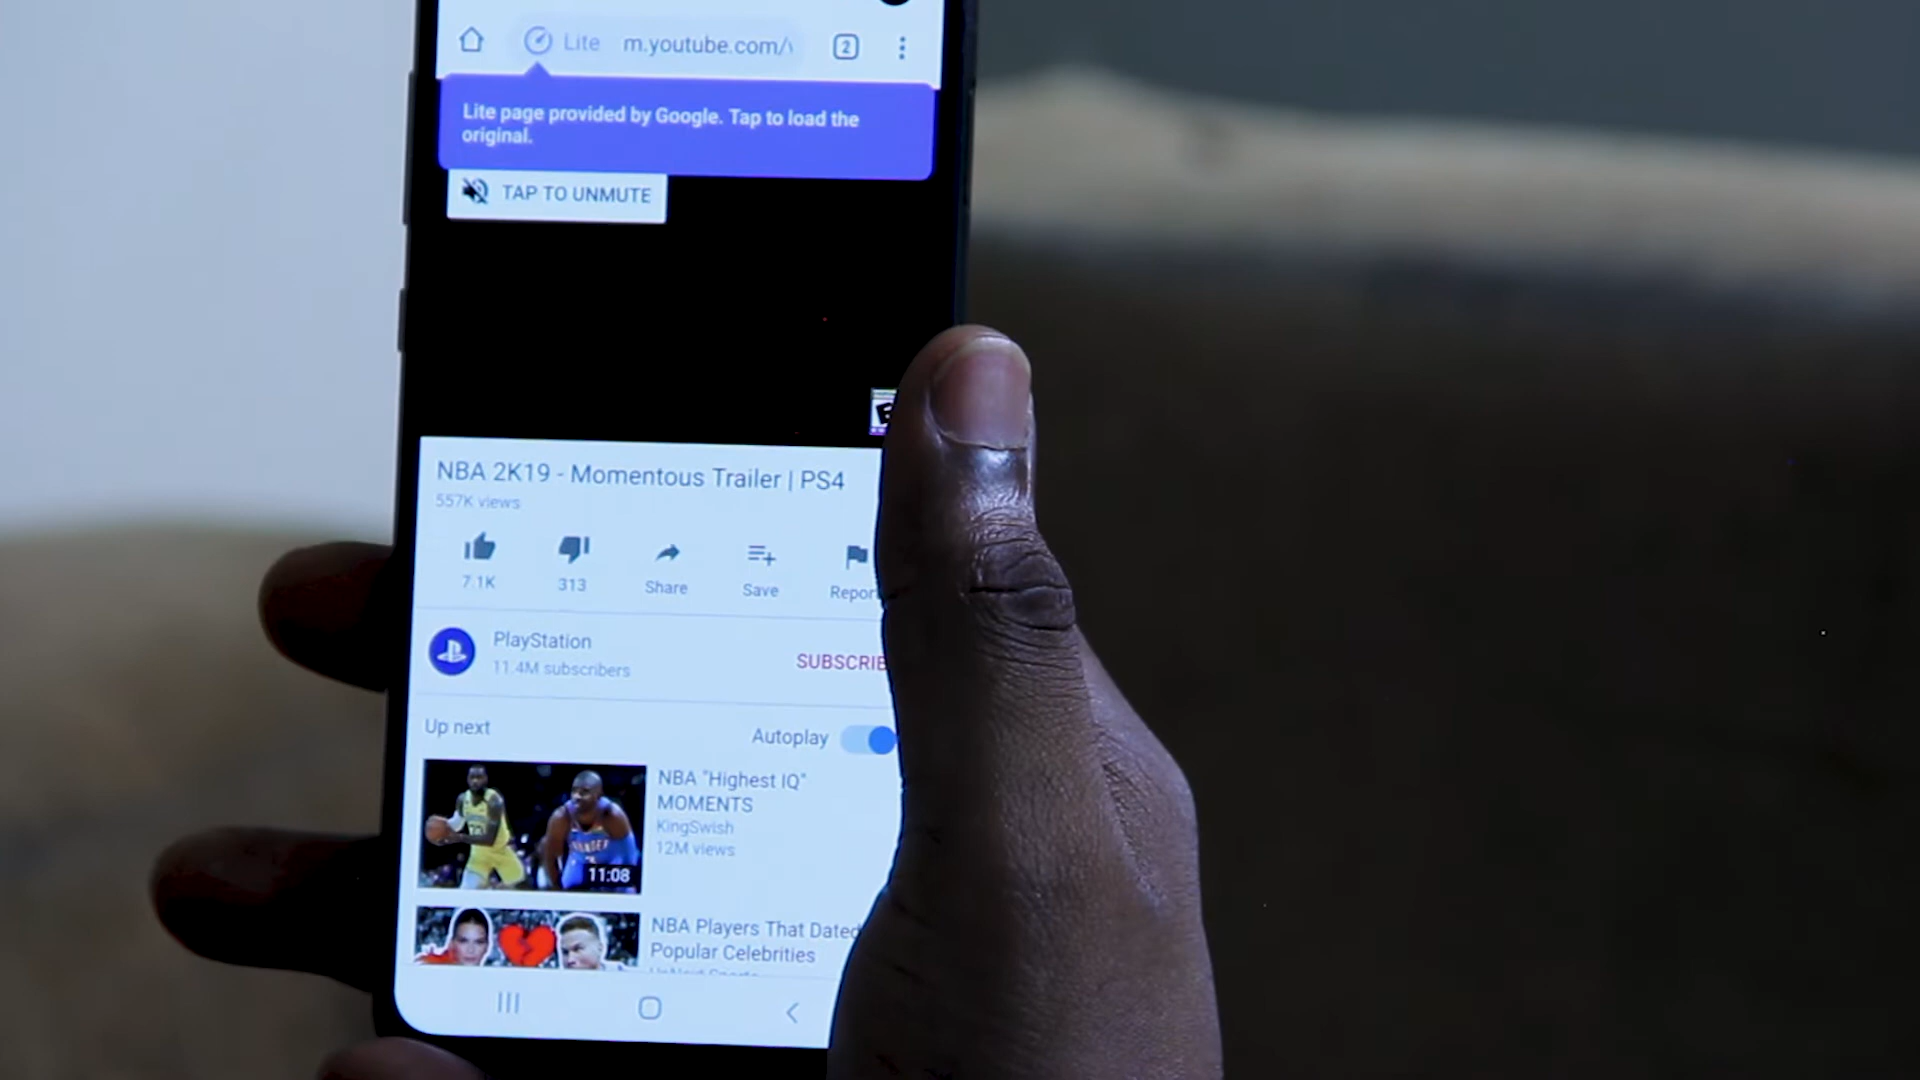 Lite m.youtube.com/ 2
Lite page provided by Google. Tap to load the
original.
TAP TO UNMUTE
E
NBA 2K19 - Momentous Trailer | PS4
557K views
7.1K 313 Share Save Repor
PlayStation
11.4M subscribers
SUBSCRIB
Up next
Autoplay
NBA "Highest IQ"
MOMENTS
KingSwish
12M views
11:08
NBA Players That Dated
Popular Celebrities